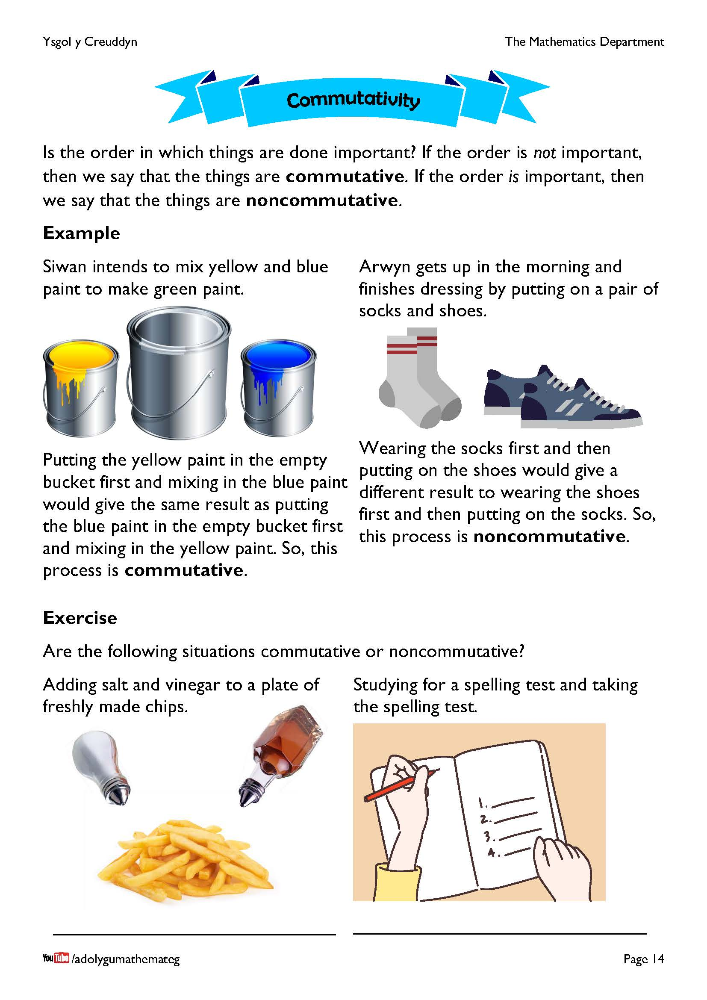 Ysgol y Creuddyn
The Mathematics Department
Commutativity
Is the order in which things are done important? If the order is not important,
then we say that the things are commutative. If the order is important, then
we say that the things are noncommutative.
Example
Siwan intends to mix yellow and blue
paint to make green paint.
Putting the yellow paint in the empty
bucket first and mixing in the blue paint
would give the same result as putting
the blue paint in the empty bucket first
and mixing in the yellow paint. So, this
process is commutative.
Arwyn gets up in the morning and
finishes dressing by putting on a pair of
socks and shoes.
Wearing the socks first and then
putting on the shoes would give a
different result to wearing the shoes
first and then putting on the socks. So,
this process is noncommutative.
Exercise
Are the following situations commutative or noncommutative?
Adding salt and vinegar to a plate of
freshly made chips.
Studying for a spelling test and taking
the spelling test.
1.
2.
3.
4.
YouTube/adolygumathemateg
Page 14